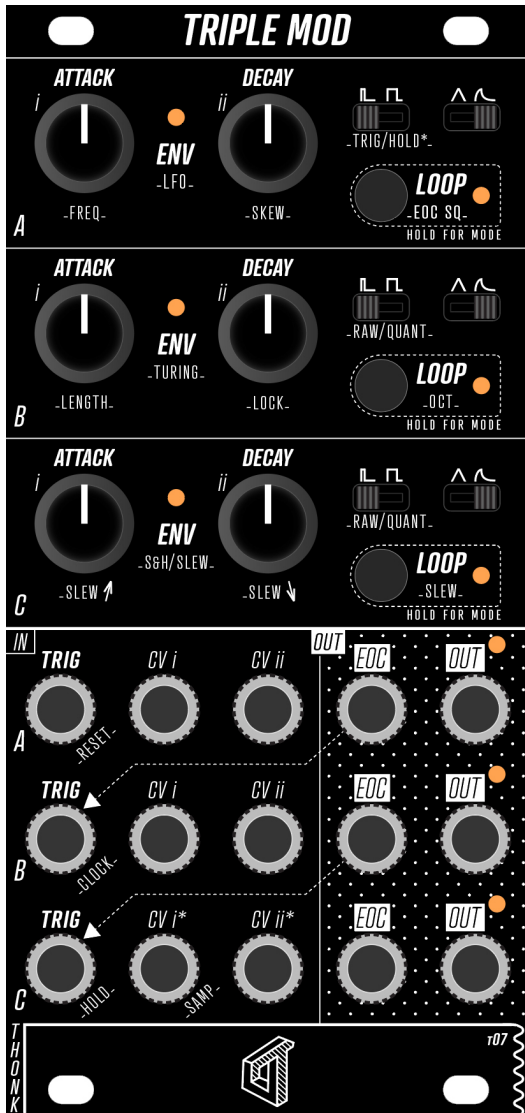 TRIPLE MOD
ATTACK DECAY
i ii
ENV
-LFO-
-TRIG/HOLD*-
LOOP
-EOC SQ-
-FREQ- -SKEW-
A HOLD FOR MODE
ATTACK DECAY
i ii
ENV
-TURING-
-RAW/QUANT-
LOOP
-OCT-
-LENGTH- -LOCK-
B HOLD FOR MODE
ATTACK DECAY
i ii
ENV
-S&H/SLEW-
-RAW/QUANT-
LOOP
-SLEW-
-SLEW -SLEW
C HOLD FOR MODE
IN OUT
TRIG CV i CV ii EOC OUT
A
-RESET-
TRIG CV i CV ii EOC OUT
B
-CLOCK-
TRIG CV i* CV ii* EOC OUT
C
-HOLD- -SAMP-
THONK
T07